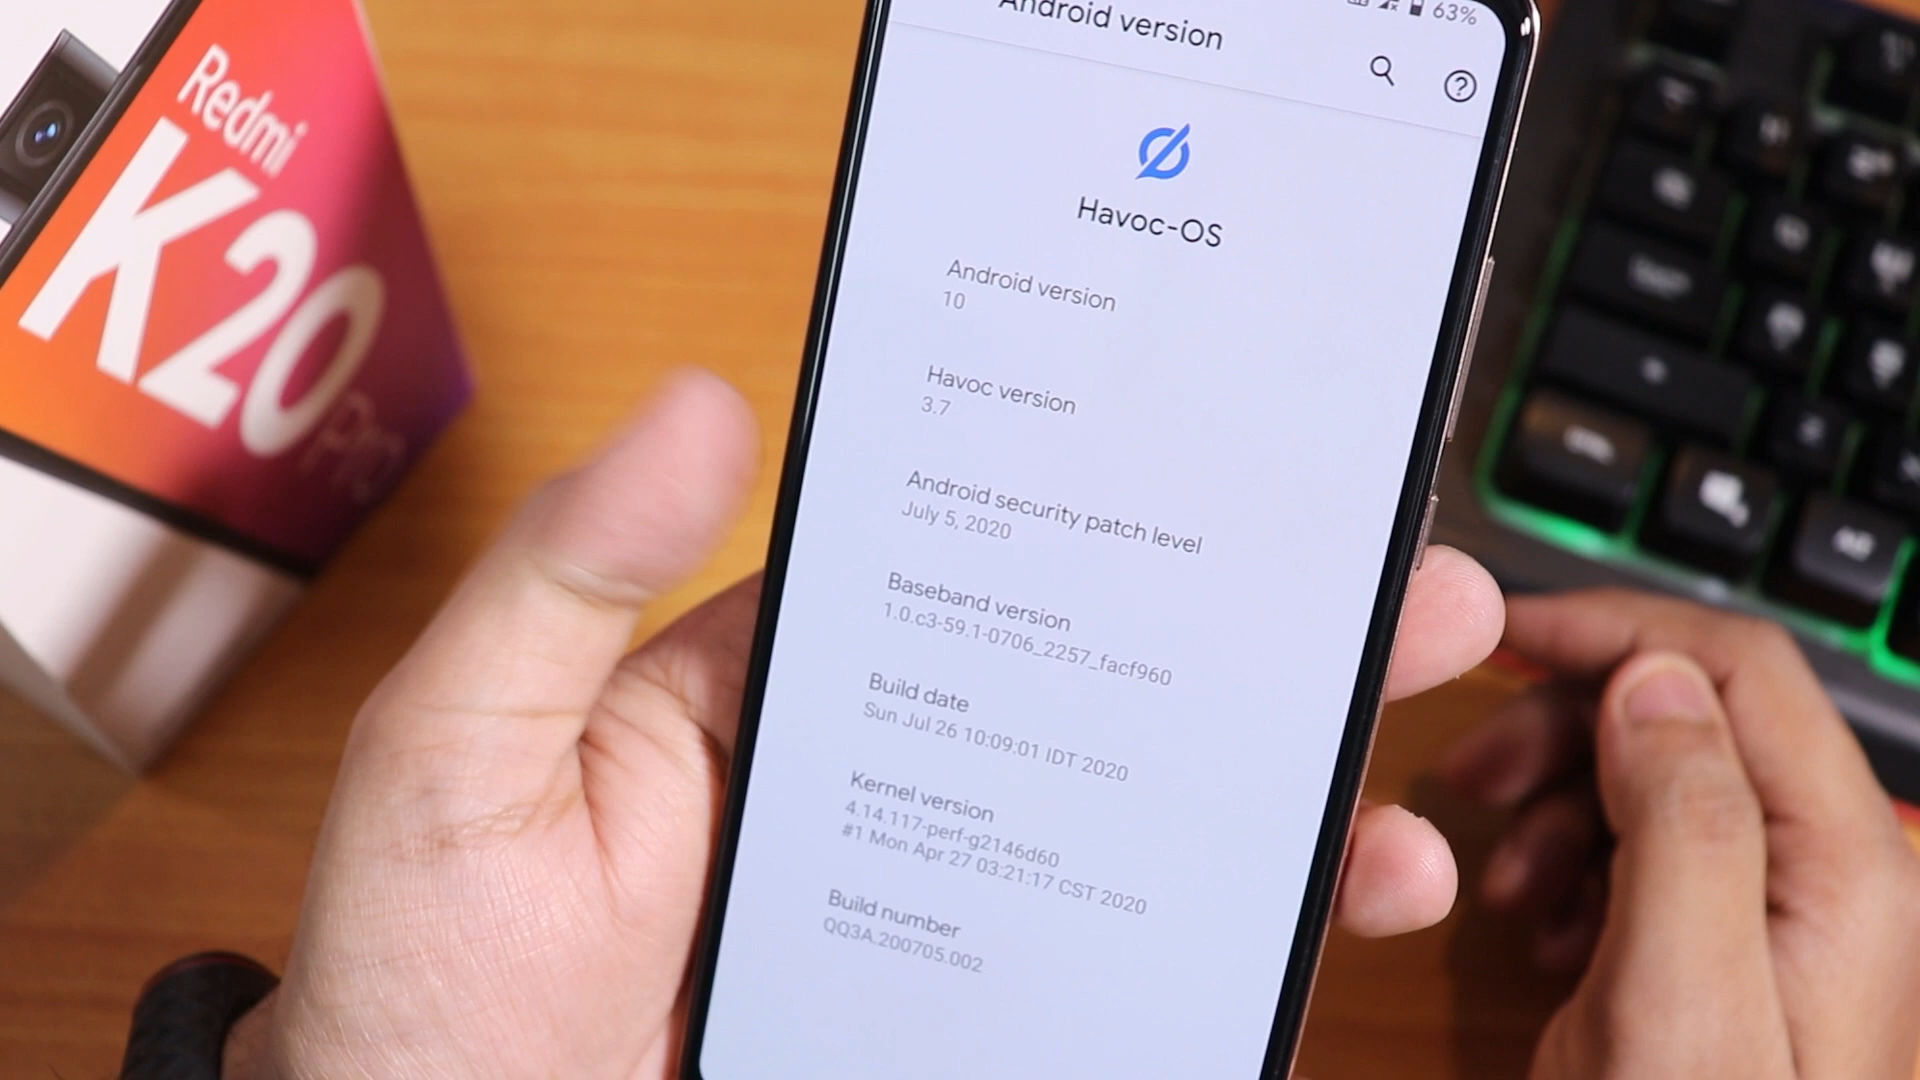 Redmi
K20
Pro
63%
Android version
Havoc-OS
Android version
10
Havoc version
3.7
Android security patch level
July 5, 2020
Baseband version
1.0.c3-59.1-0706_2257_facf960
Build date
Sun Jul 26 10:09:01 IDT 2020
Kernel version
4.14.117-perf-g2146d60
#1 Mon Apr 27 03:21:17 CST 2020
Build number
QQ3A.200705.002
Alt